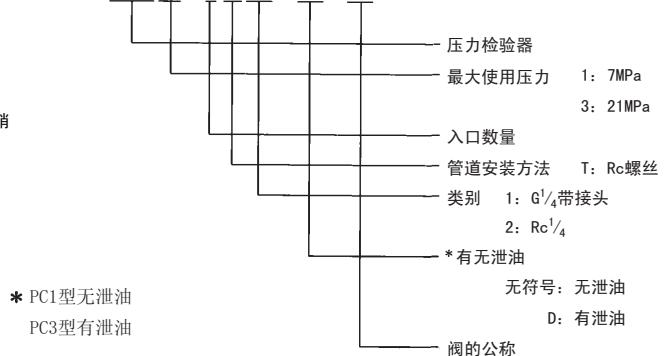 压力检验器
最大使用压力 1: 7MPa
3: 21MPa
销
入口数量
管道安装方法 T: Rc螺丝
类别 1: G1/4带接头
2: Rc1/4
*有无泄油
无符号: 无泄油
D: 有泄油
* PC1型无泄油
PC3型有泄油
阀的公称